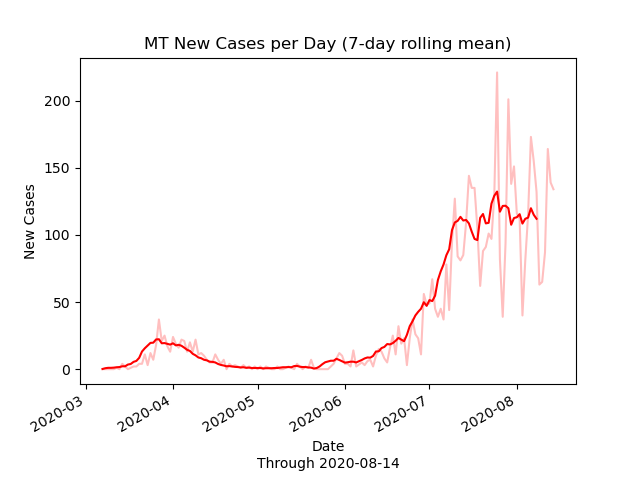 MT New Cases per Day (7-day rolling mean)
New Cases
200
150
100
50
0
2020-03
2020-04
2020-05
2020-06
2020-07
2020-08
Date
Through 2020-08-14